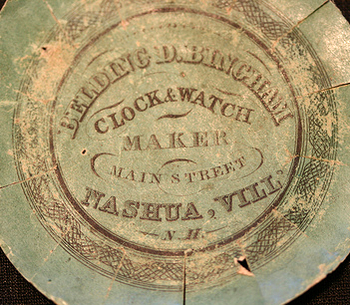 BELDING D. BINGHAM
CLOCK & WATCH
MAKER
MAIN STREET
NASHUA, VILL'
— N.H. —